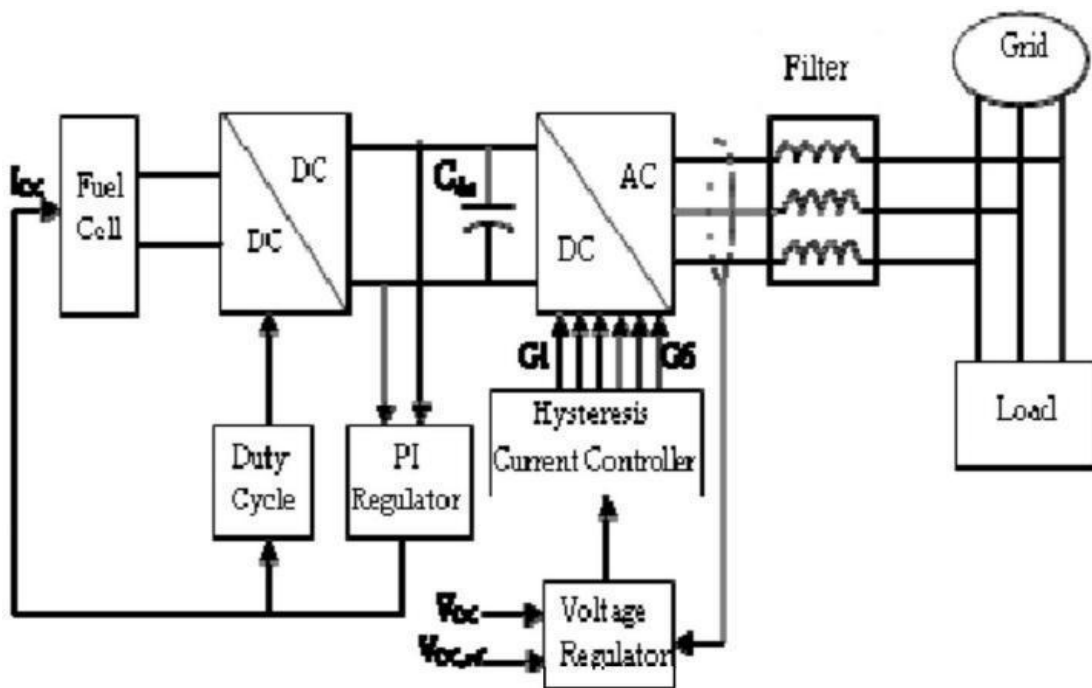 Grid
Filter
Fuel
Cell
DC
DC
AC
DC
G1
G6
Hysteresis
Current Controller
Load
Duty
Cycle
PI
Regulator
V_DC
Voltage
Regulator